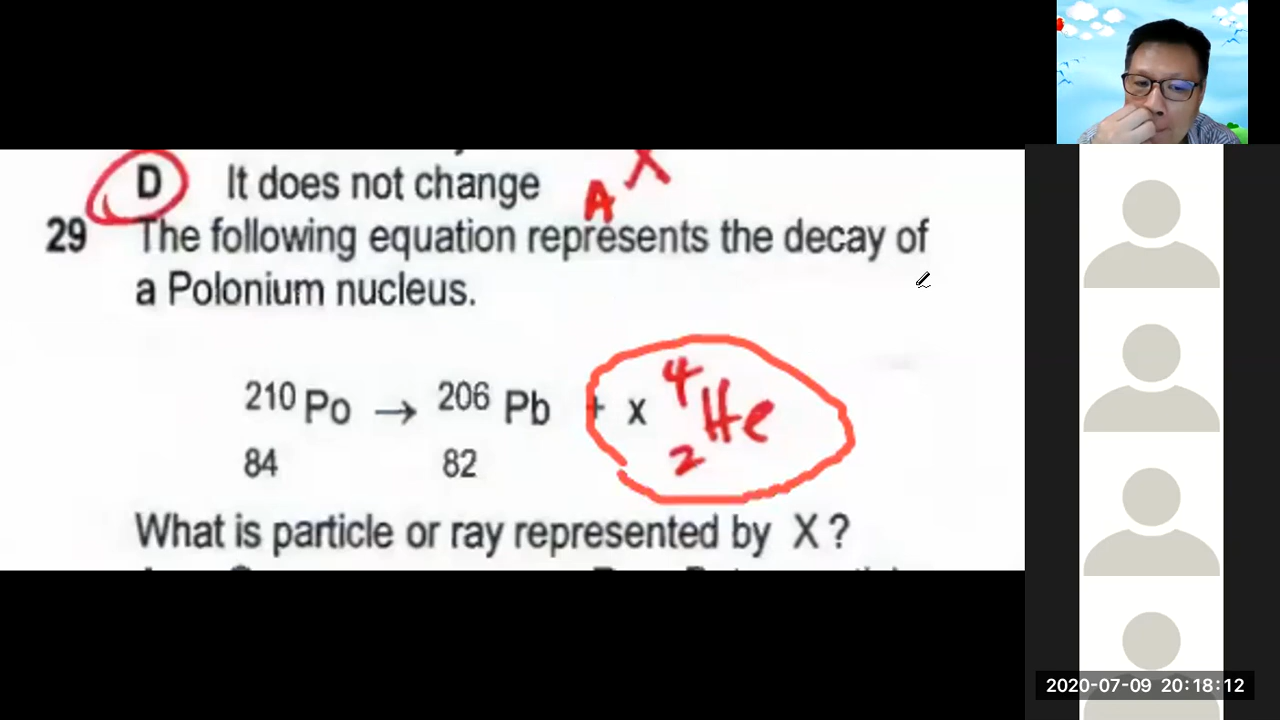 D It does not change
A X
29 The following equation represents the decay of
a Polonium nucleus.
210 Po → 206 Pb + x 4 He
84 82 2
What is particle or ray represented by X ?
2020-07-09 20:18:12